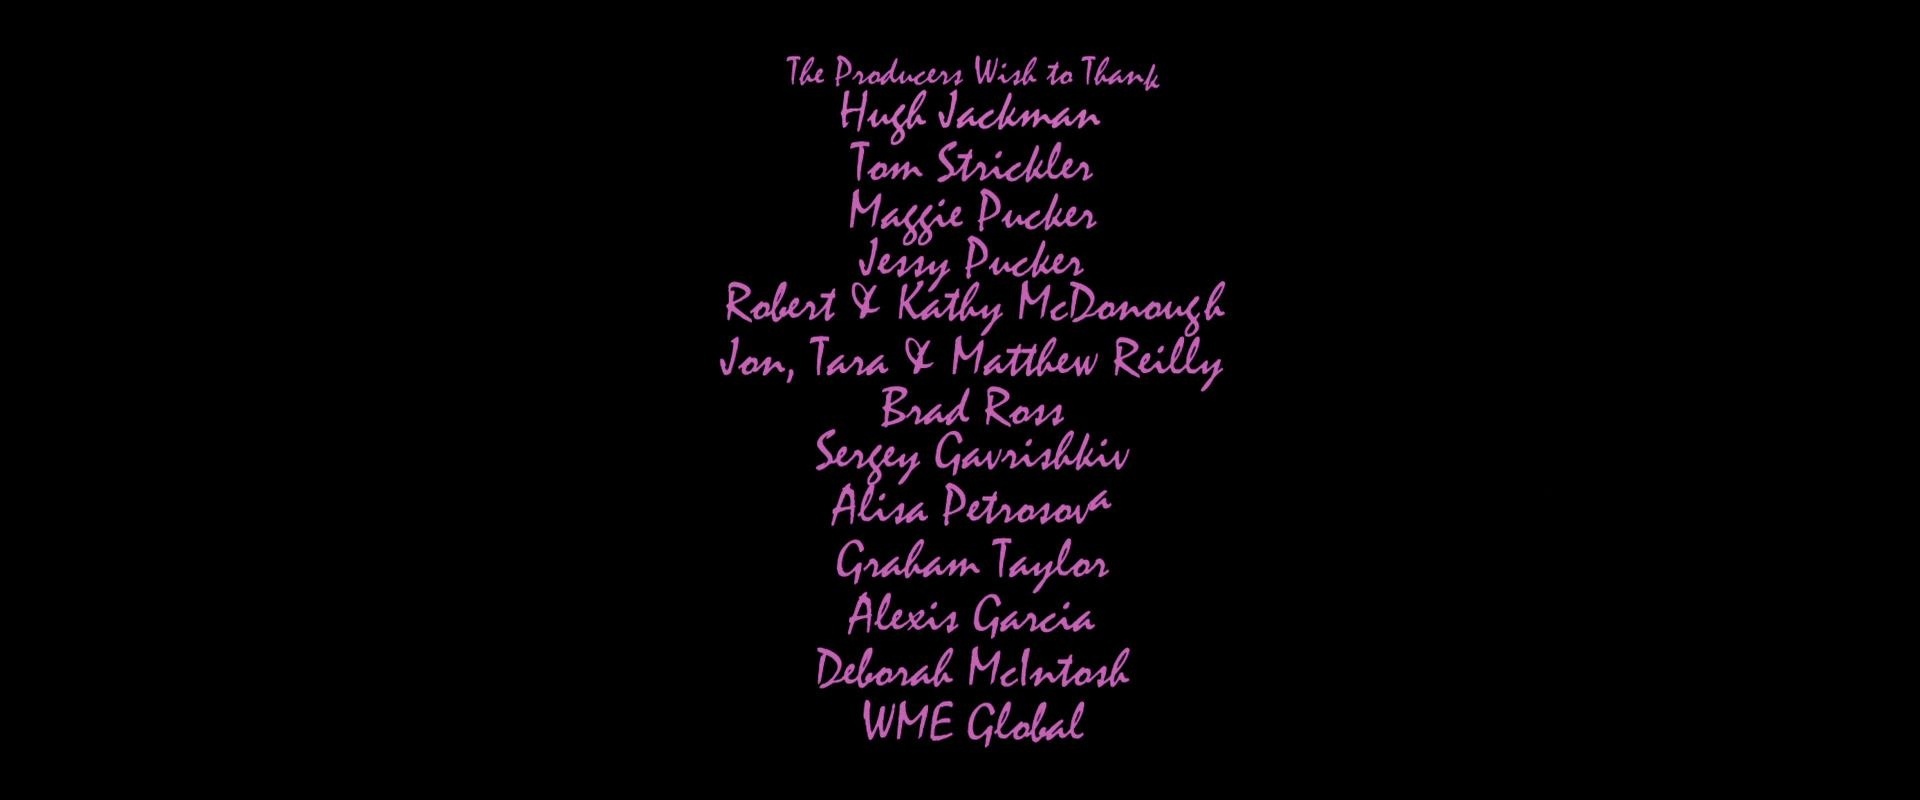 The Producers Wish to Thank
Hugh Jackman
Tom Strickler
Maggie Pucker
Jessy Pucker
Robert & Kathy McDonough
Jon, Tara & Matthew Reilly
Brad Ross
Sergey Gavrishkiv
Alisa Petrosova
Graham Taylor
Alexis Garcia
Deborah McIntosh
WME Global